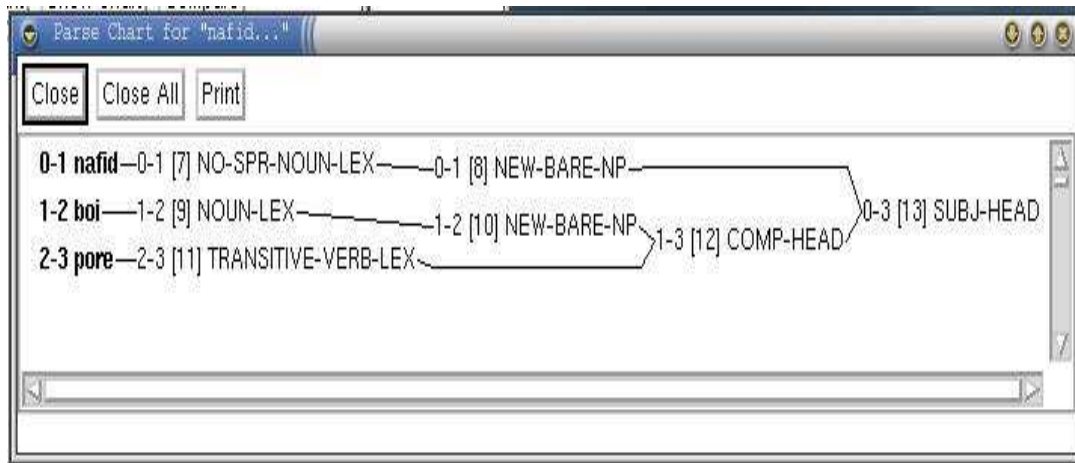 Parse Chart for "nafid..."
Close Close All Print
0-1 nafid 0-1 [7] NO-SPR-NOUN-LEX 0-1 [8] NEW-BARE-NP
1-2 boi 1-2 [9] NOUN-LEX 1-2 [10] NEW-BARE-NP 1-3 [12] COMP-HEAD 0-3 [13] SUBJ-HEAD
2-3 pore 2-3 [11] TRANSITIVE-VERB-LEX